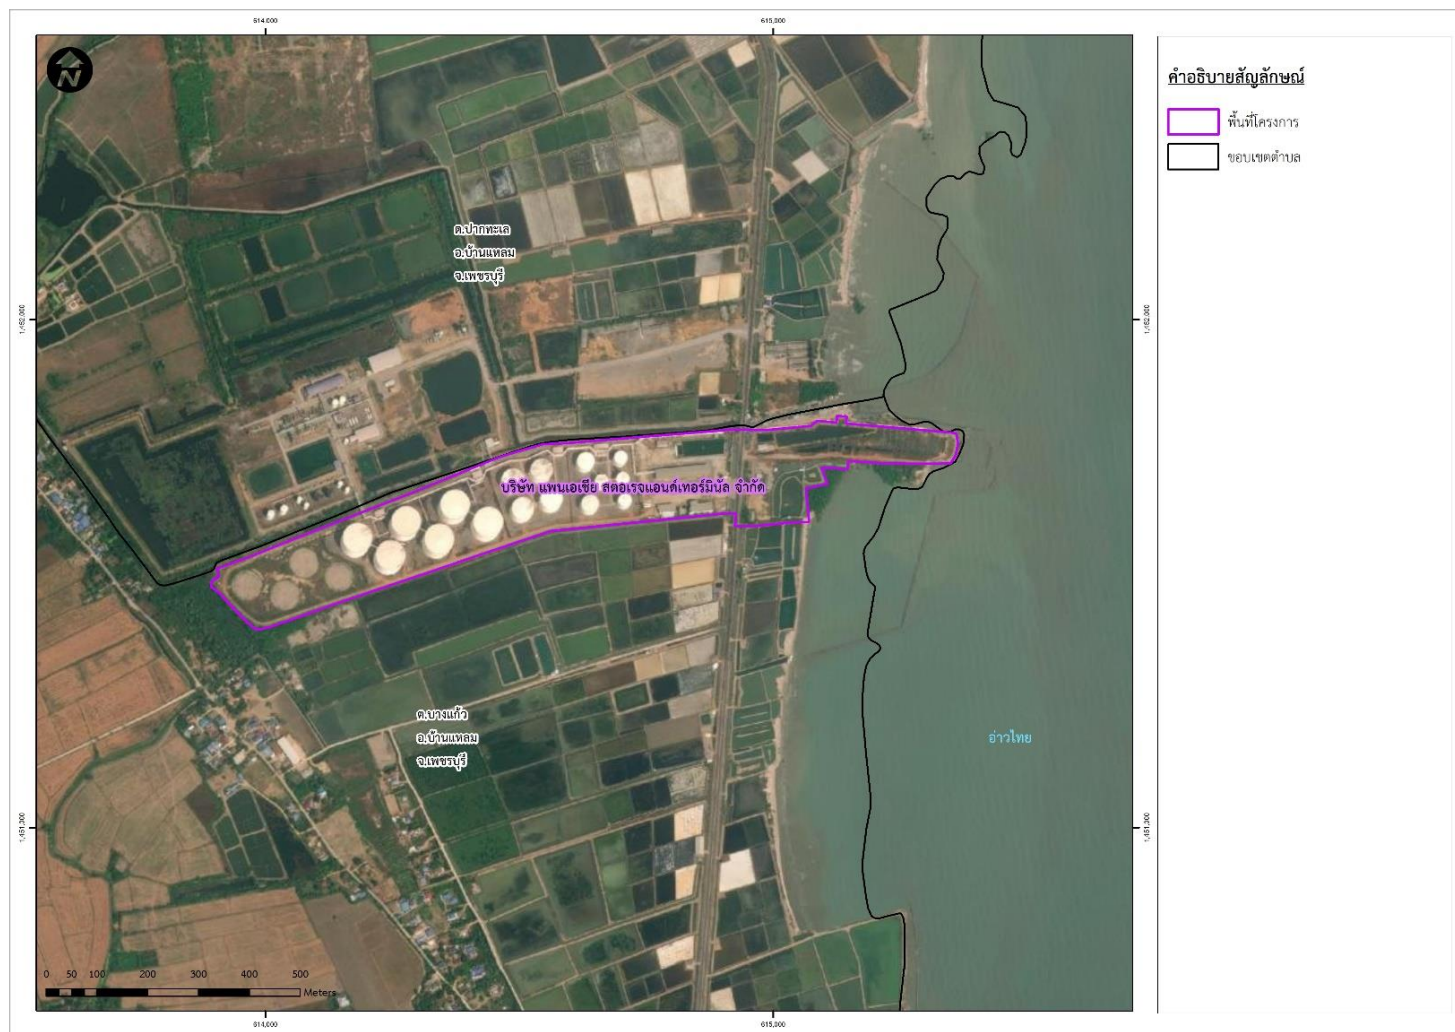 614,000 615,000
N
คำอธิบายสัญลักษณ์
พื้นที่โครงการ
ขอบเขตตำบล
ต.ปากทะเล
อ.บ้านแหลม
จ.เพชรบุรี
1,462,000 1,462,000
บริษัท แพนเอเชีย สตอเรจแอนด์เทอร์มินัล จำกัด
ต.บางแก้ว
อ.บ้านแหลม
จ.เพชรบุรี
อ่าวไทย
1,461,000 1,461,000
0 50 100 200 300 400 500
Meters
614,000 615,000